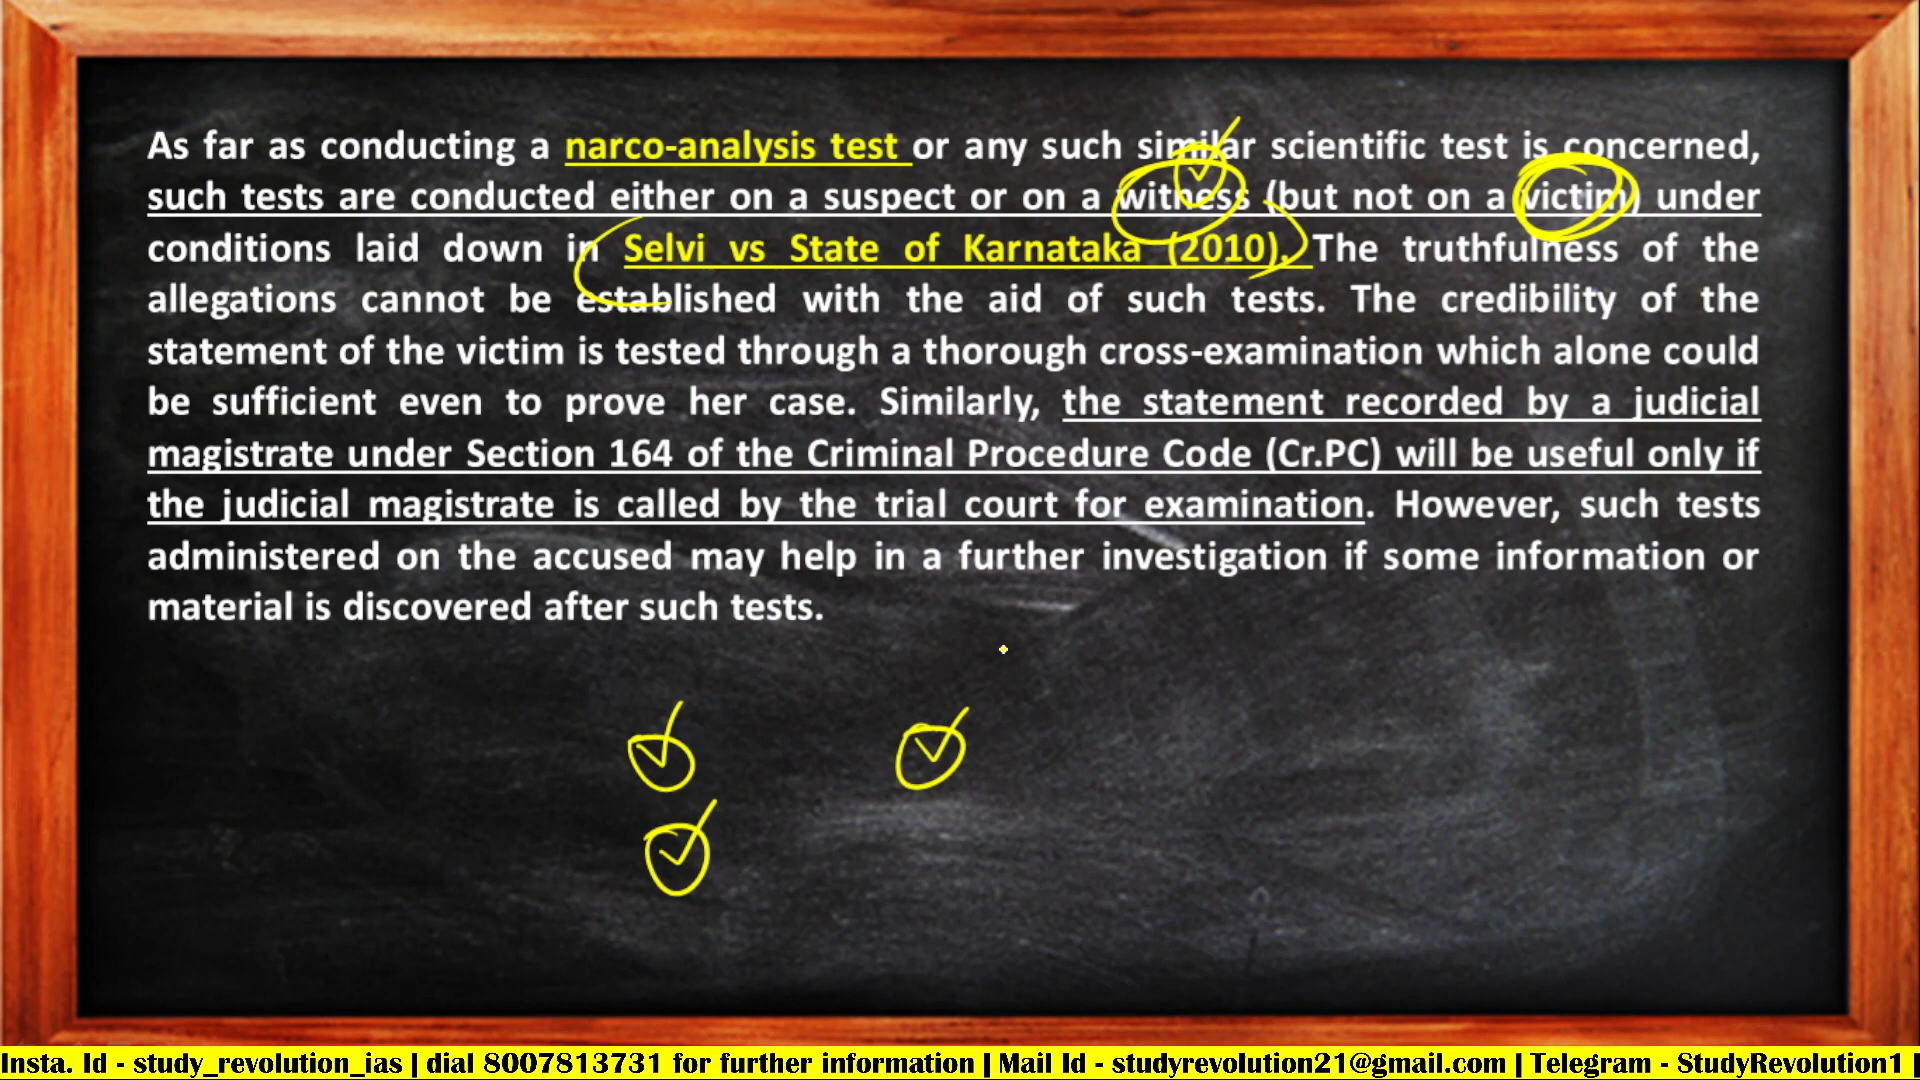 As far as conducting a narco-analysis test or any such similar scientific test is concerned,
such tests are conducted either on a suspect or on a witness (but not on a victim) under
conditions laid down in Selvi vs State of Karnataka (2010). The truthfulness of the
allegations cannot be established with the aid of such tests. The credibility of the
statement of the victim is tested through a thorough cross-examination which alone could
be sufficient even to prove her case. Similarly, the statement recorded by a judicial
magistrate under Section 164 of the Criminal Procedure Code (Cr.PC) will be useful only if
the judicial magistrate is called by the trial court for examination. However, such tests
administered on the accused may help in a further investigation if some information or
material is discovered after such tests.
Insta. Id - study_revolution_ias | dial 8007813731 for further information | Mail Id - studyrevolution21@gmail.com | Telegram - StudyRevolution1 |